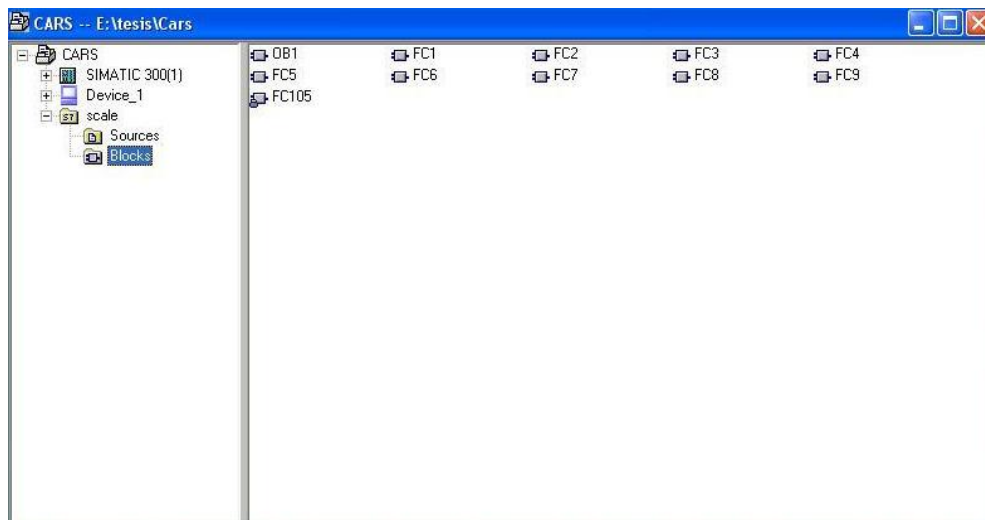 CARS -- E:\tesis\Cars
CARS
SIMATIC 300(1)
Device_1
scale
Sources
Blocks
OB1 FC1 FC2 FC3 FC4
FC5 FC6 FC7 FC8 FC9
FC105